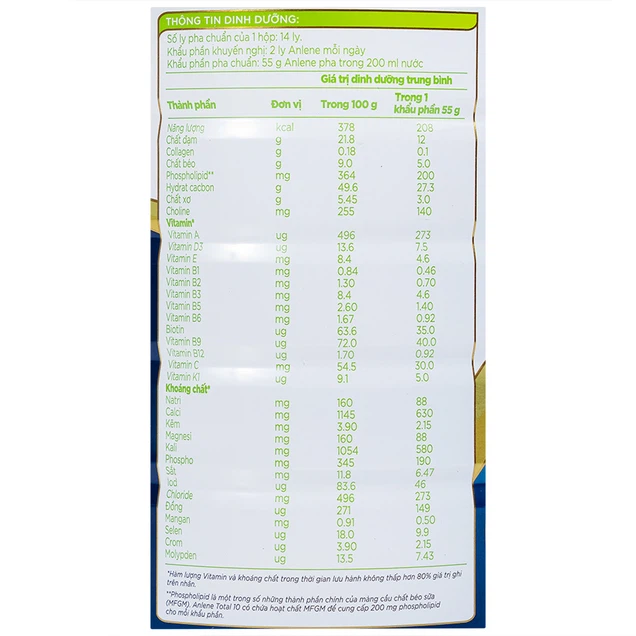 THÔNG TIN DINH DƯỠNG:
Số ly pha chuẩn của 1 hộp: 14 ly.
Khẩu phần khuyến nghị: 2 ly Anlene mỗi ngày
Khẩu phần pha chuẩn: 55 g Anlene pha trong 200 ml nước
Giá trị dinh dưỡng trung bình
Thành phần Đơn vị Trong 100 g Trong 1 khẩu phần 55 g
Năng lượng kcal 378 208
Chất đạm g 21.8 12
Collagen g 0.18 0.1
Chất béo g 9.0 5.0
Phospholipid** mg 364 200
Hydrat cacbon g 49.6 27.3
Chất xơ g 5.45 3.0
Choline mg 255 140
Vitamin*
Vitamin A ug 496 273
Vitamin D3 ug 13.6 7.5
Vitamin E mg 8.4 4.6
Vitamin B1 mg 0.84 0.46
Vitamin B2 mg 1.30 0.70
Vitamin B3 mg 8.4 4.6
Vitamin B5 mg 2.60 1.40
Vitamin B6 mg 1.67 0.92
Biotin ug 63.6 35.0
Vitamin B9 ug 72.0 40.0
Vitamin B12 ug 1.70 0.92
Vitamin C mg 54.5 30.0
Vitamin K1 ug 9.1 5.0
Khoáng chất*
Natri mg 160 88
Calci mg 1145 630
Kẽm mg 3.90 2.15
Magnesi mg 160 88
Kali mg 1054 580
Phospho mg 345 190
Sắt mg 11.8 6.47
Iod ug 83.6 46
Chloride mg 496 273
Đồng ug 271 149
Mangan mg 0.91 0.50
Selen ug 18.0 9.9
Crom ug 3.90 2.15
Molypden ug 13.5 7.43
*Hàm lượng Vitamin và khoáng chất trong thời gian lưu hành không thấp hơn 80% giá trị ghi
trên nhãn.
**Phospholipid là một trong số những thành phần chính của màng cầu chất béo sữa
(MFGM). Anlene Total 10 có chứa hoạt chất MFGM để cung cấp 200 mg phospholipid
cho mỗi khẩu phần.